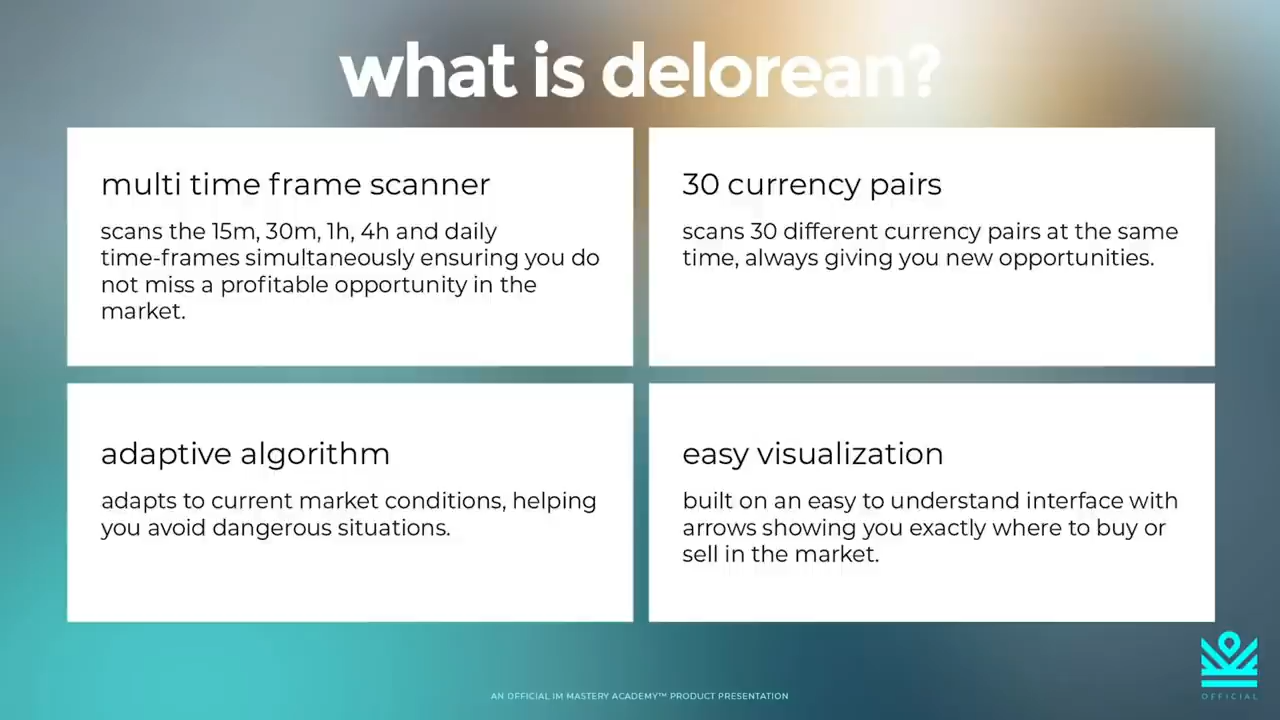 what is delorean?
multi time frame scanner
scans the 15m, 30m, 1h, 4h and daily
time-frames simultaneously ensuring you do
not miss a profitable opportunity in the
market.
30 currency pairs
scans 30 different currency pairs at the same
time, always giving you new opportunities.
adaptive algorithm
adapts to current market conditions, helping
you avoid dangerous situations.
easy visualization
built on an easy to understand interface with
arrows showing you exactly where to buy or
sell in the market.
AN OFFICIAL IM MASTERY ACADEMY™ PRODUCT PRESENTATION
OFFICIAL